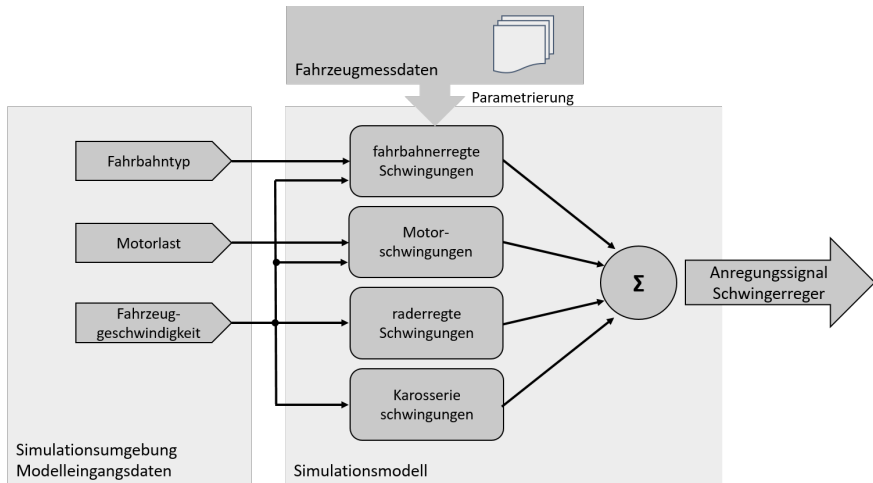 Fahrzeugmessdaten
Parametrierung
Fahrbahntyp
Motorlast
Fahrzeug-
geschwindigkeit
fahrbahnerregte
Schwingungen
Motor-
schwingungen
raderregte
Schwingungen
Karosserie
schwingungen
Σ
Anregungssignal
Schwingerreger
Simulationsumgebung
Modelleingangsdaten
Simulationsmodell